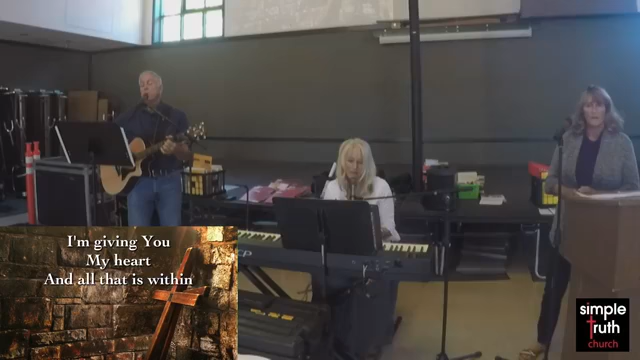 I'm giving You
My heart
And all that is within
simple
truth
church